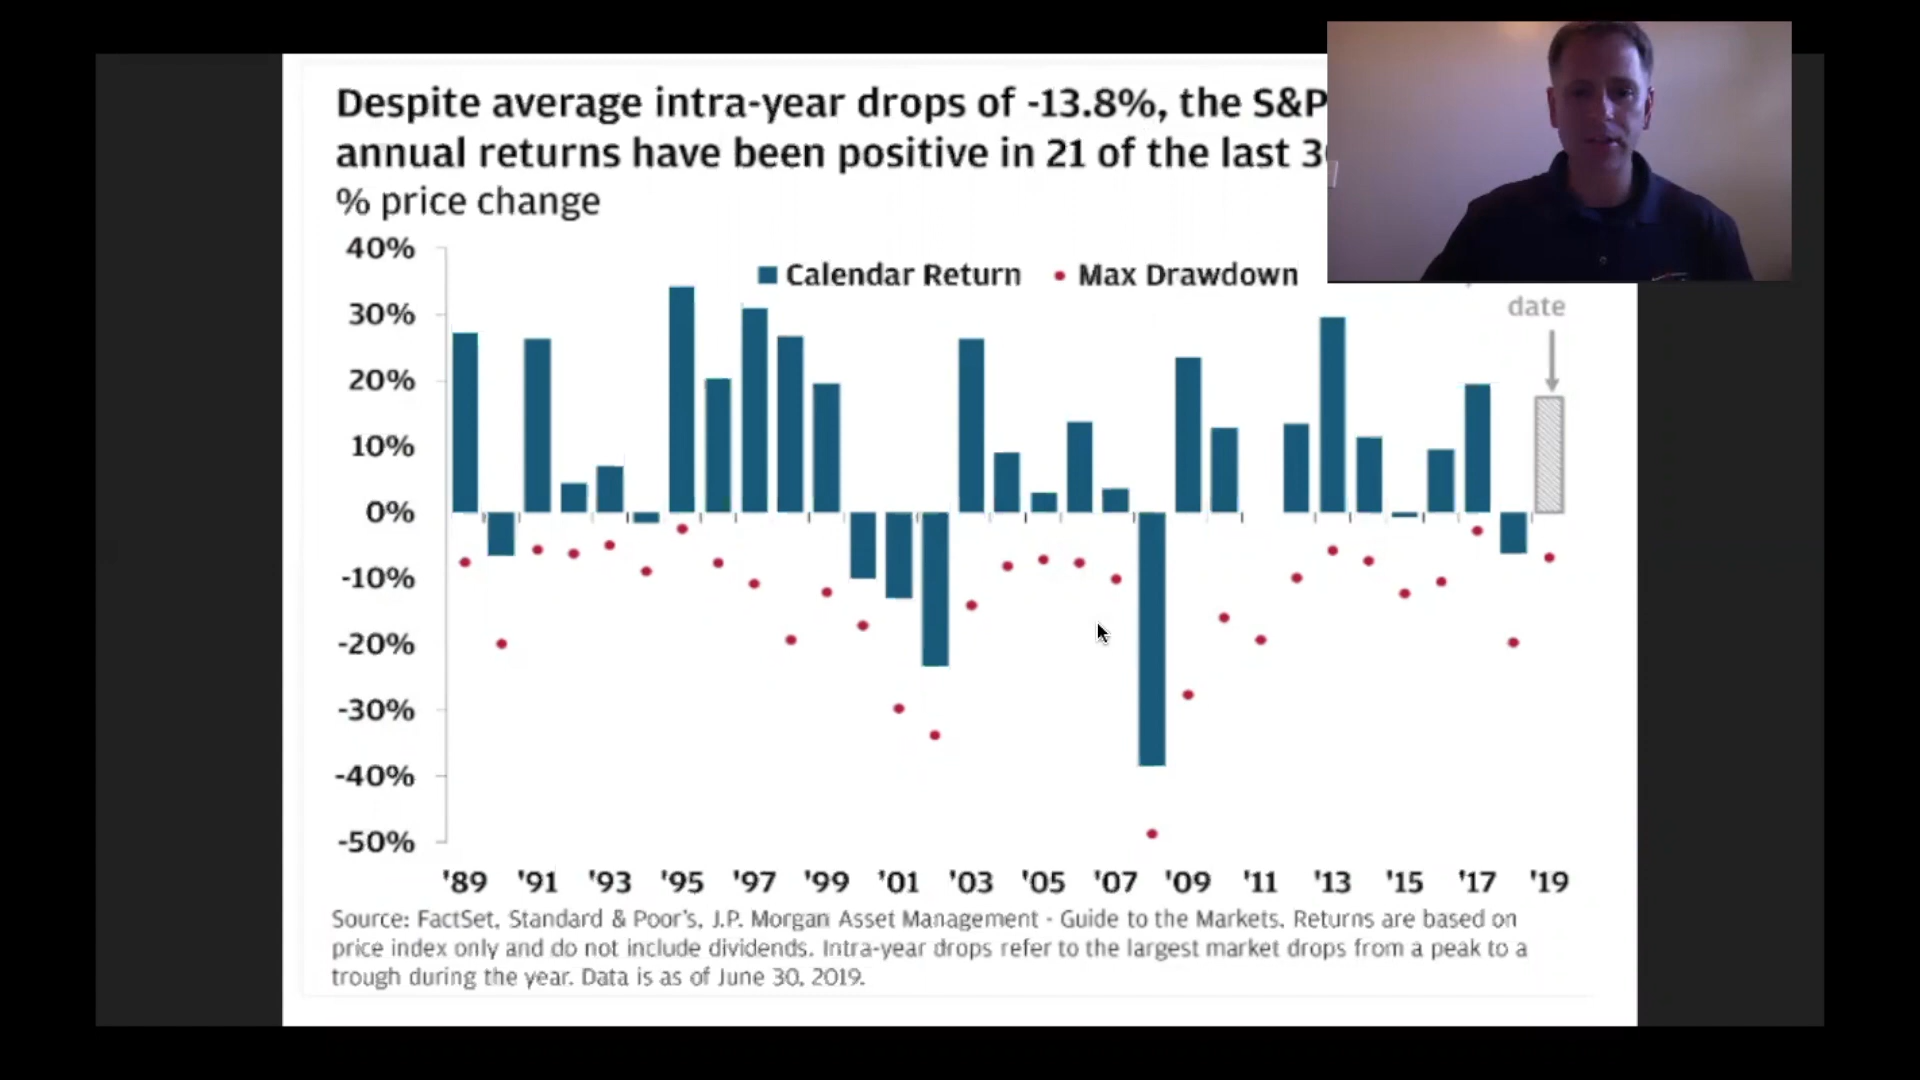 Despite average intra-year drops of -13.8%, the S&P
annual returns have been positive in 21 of the last
% price change
40%
Calendar Return
Max Drawdown
date
30%
20%
10%
0%
-10%
-20%
-30%
-40%
-50%
'89 '91 '93 '95 '97 '99 '01 '03 '05 '07 '09 '11 '13 '15 '17 '19
Source: FactSet, Standard & Poor's, J.P. Morgan Asset Management - Guide to the Markets. Returns are based on
price index only and do not include dividends. Intra-year drops refer to the largest market drops from a peak to a
trough during the year. Data is as of June 30, 2019.